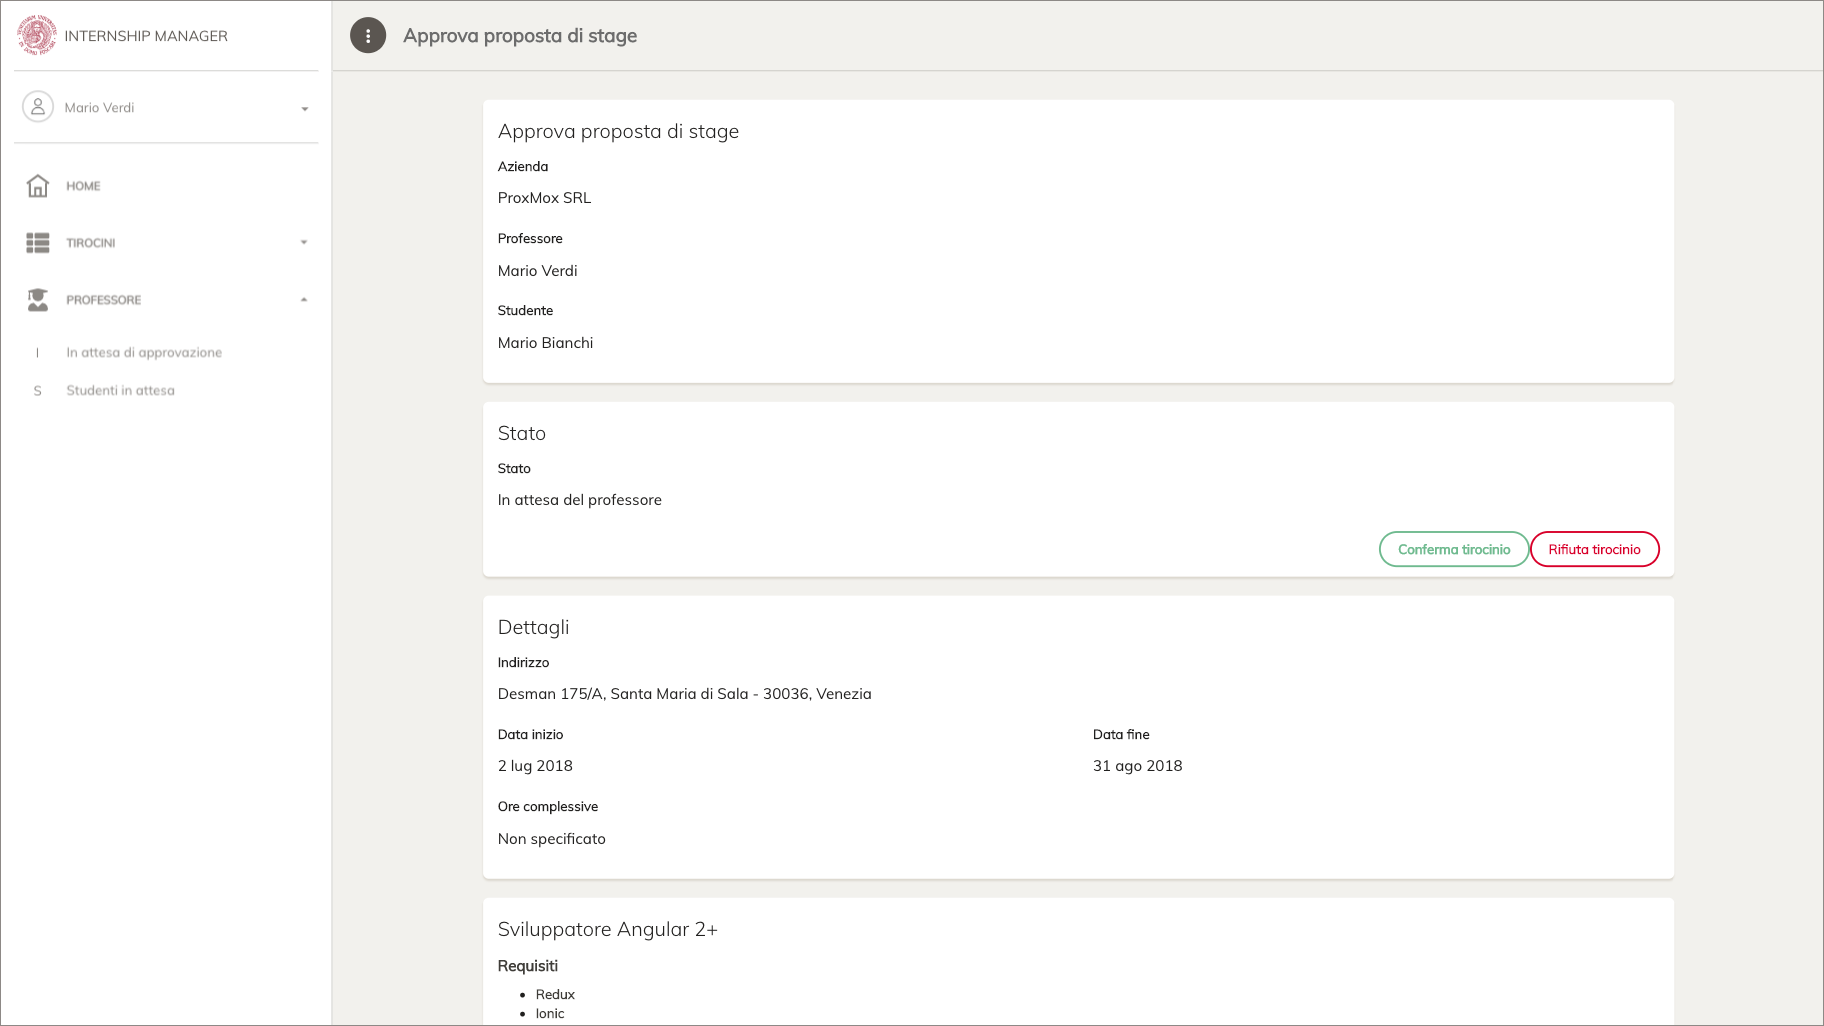 INTERNSHIP MANAGER
Mario Verdi
HOME
TIROCINI
PROFESSORE
I In attesa di approvazione
S Studenti in attesa
Approva proposta di stage
Approva proposta di stage
Azienda
ProxMox SRL
Professore
Mario Verdi
Studente
Mario Bianchi
Stato
Stato
In attesa del professore
Conferma tirocinio Rifiuta tirocinio
Dettagli
Indirizzo
Desman 175/A, Santa Maria di Sala - 30036, Venezia
Data inizio Data fine
2 lug 2018 31 ago 2018
Ore complessive
Non specificato
Sviluppatore Angular 2+
Requisiti
• Redux
• Ionic